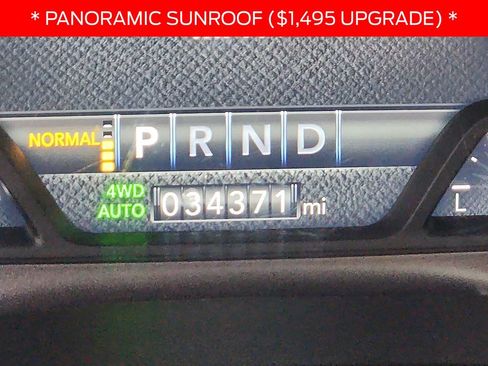 * PANORAMIC SUNROOF ($1,495 UPGRADE) *
NORMAL P R N D
4WD
AUTO 034371 mi
L